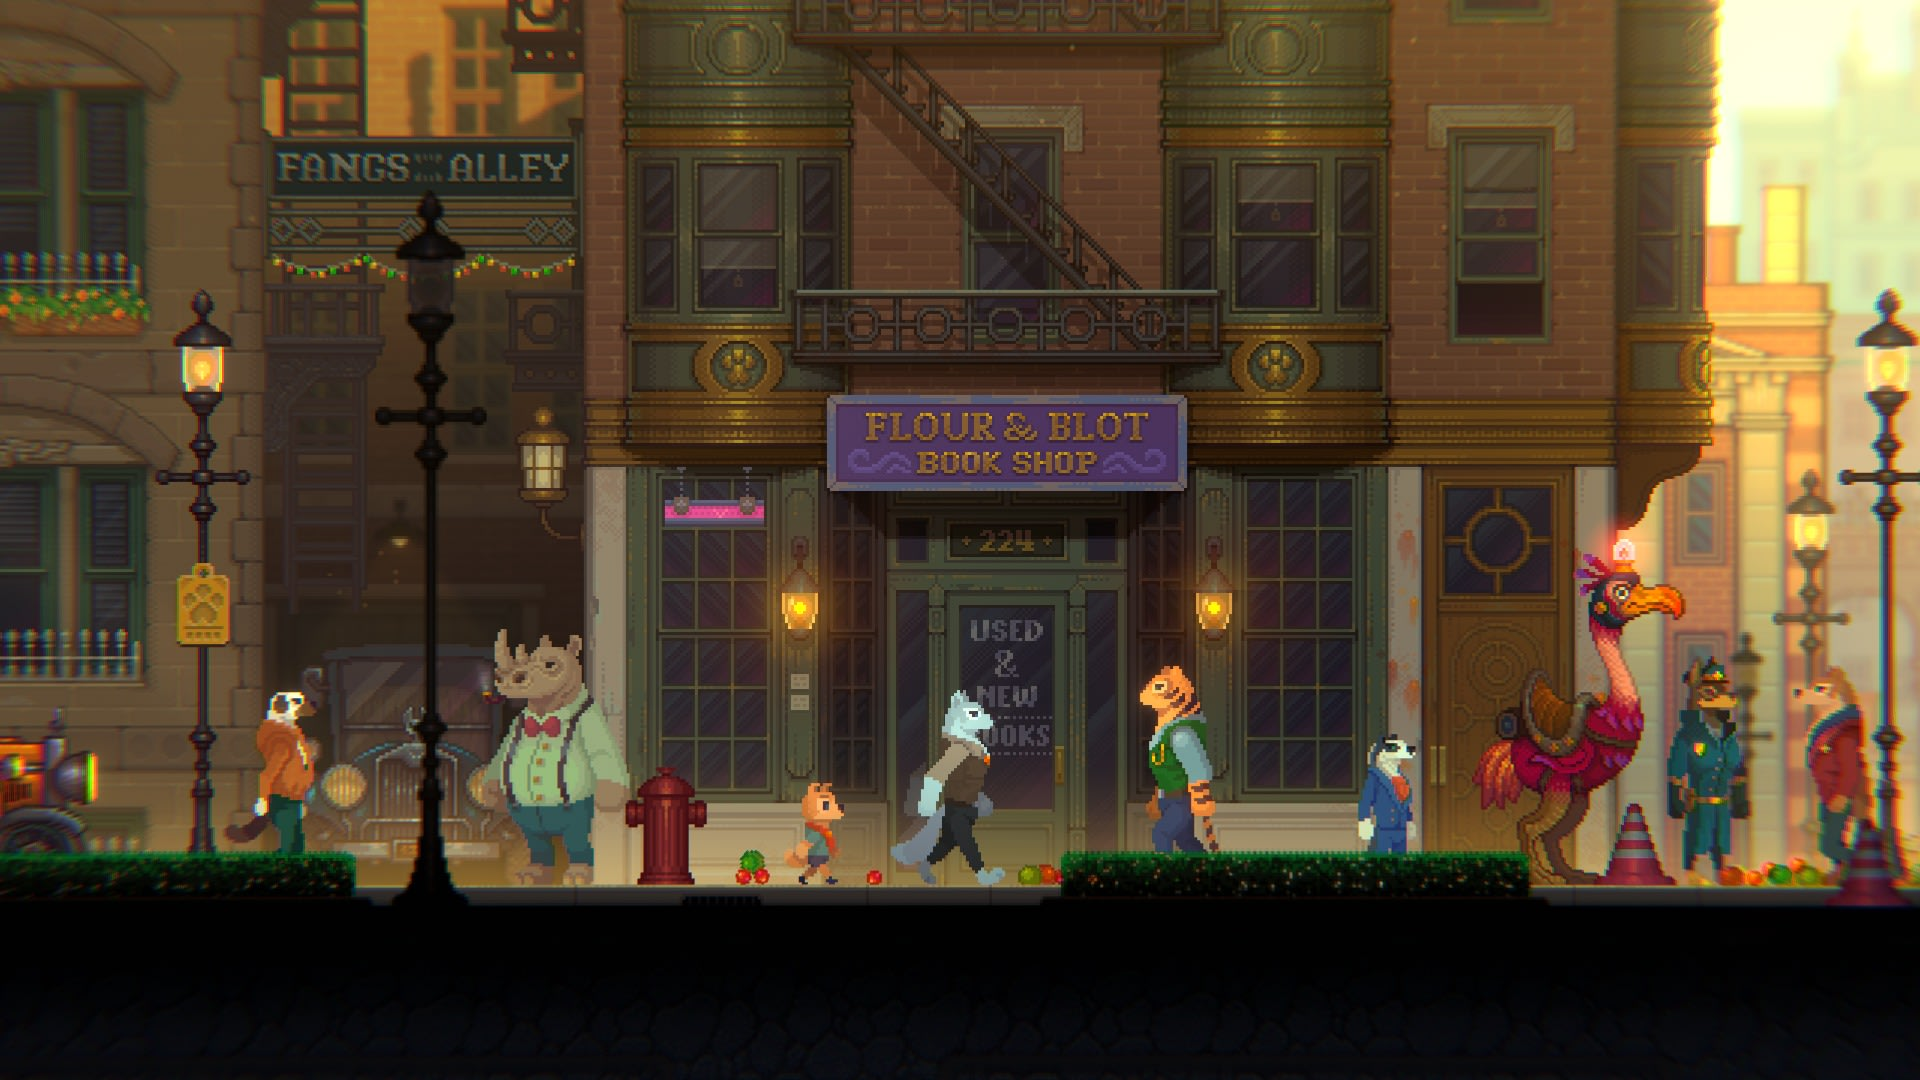 FANGS ALLEY
FLOUR & BLOT
BOOK SHOP
224
USED
&
NEW
OOKS